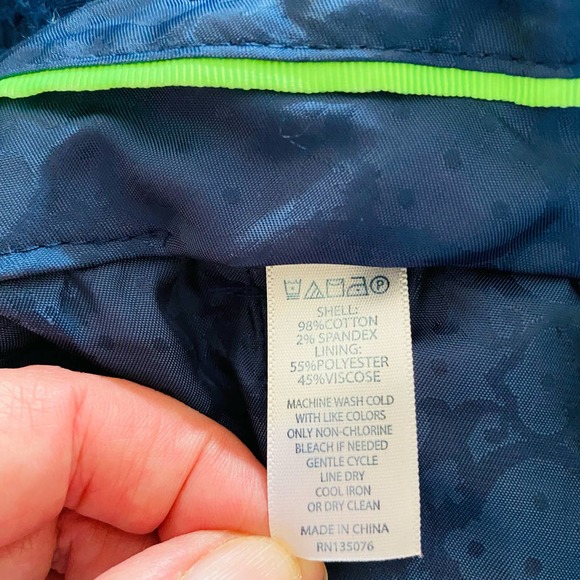 SHELL:
98%COTTON
2% SPANDEX
LINING:
55%POLYESTER
45%VISCOSE
MACHINE WASH COLD
WITH LIKE COLORS
ONLY NON-CHLORINE
BLEACH IF NEEDED
GENTLE CYCLE
LINE DRY
COOL IRON
OR DRY CLEAN
MADE IN CHINA
RN135076